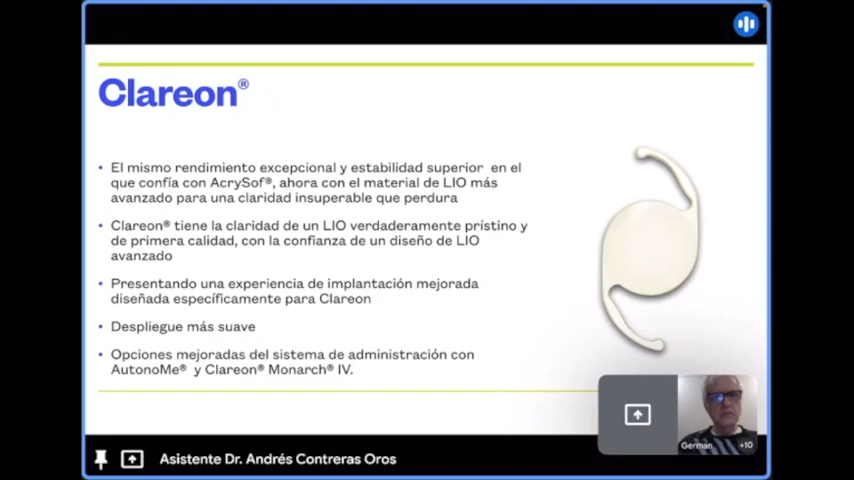 Clareon®
• El mismo rendimiento excepcional y estabilidad superior en el
que confía con AcrySof®, ahora con el material de LIO más
avanzado para una claridad insuperable que perdura
• Clareon® tiene la claridad de un LIO verdaderamente prístino y
de primera calidad, con la confianza de un diseño de LIO
avanzado
• Presentando una experiencia de implantación mejorada
diseñada específicamente para Clareon
• Despliegue más suave
• Opciones mejoradas del sistema de administración con
AutonoMe® y Clareon® Monarch® IV.
German
+10
Asistente Dr. Andrés Contreras Oros